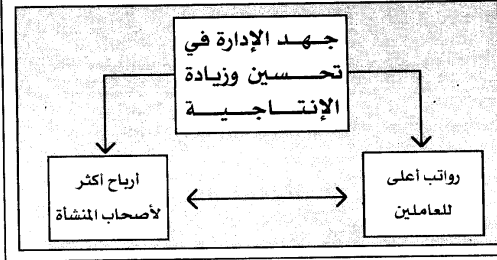 جهد الإدارة في
تحسين وزيادة
الإنتاجية
رواتب أعلى
للعاملين
أرباح أكثر
لأصحاب المنشأة